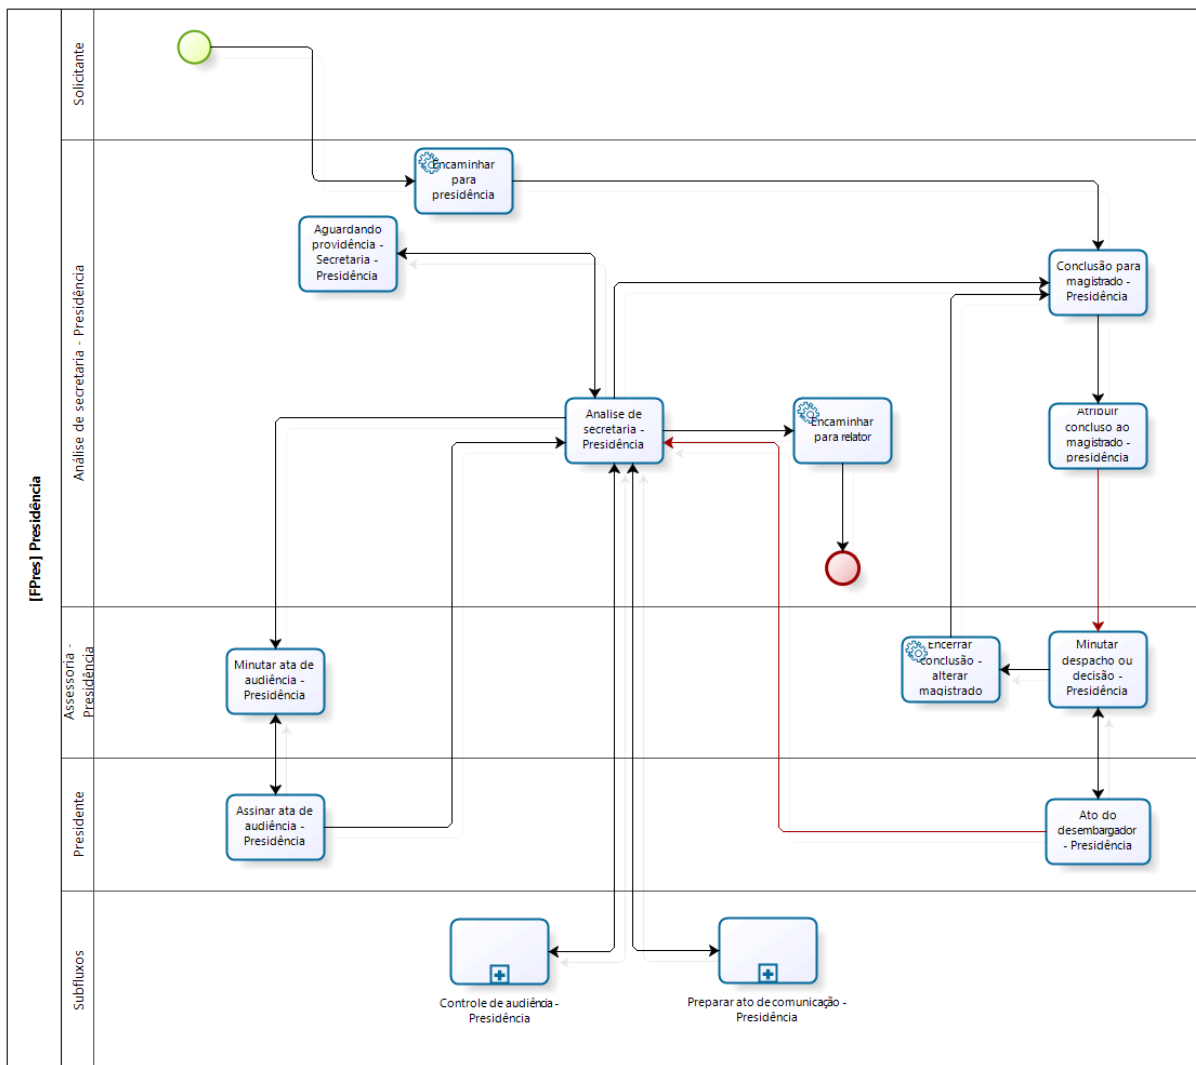 [FPres] Presidência
Solicitante
Análise de secretaria - Presidência
Encaminhar
para
presidência
Aguardando
providência -
Secretaria -
Presidência
Conclusão para
magistrado -
Presidência
Analise de
secretaria -
Presidência
Encaminhar
para relator
Atribuir
concluso ao
magistrado -
presidência
Assessoria -
Presidência
Minutar ata de
audiência -
Presidência
Encerrar
conclusão -
alterar
magistrado
Minutar
despacho ou
decisão -
Presidência
Presidente
Assinar ata de
audiência -
Presidência
Ato do
desembargador
- Presidência
Subfluxos
Controle de audiência -
Presidência
Preparar ato de comunicação -
Presidência